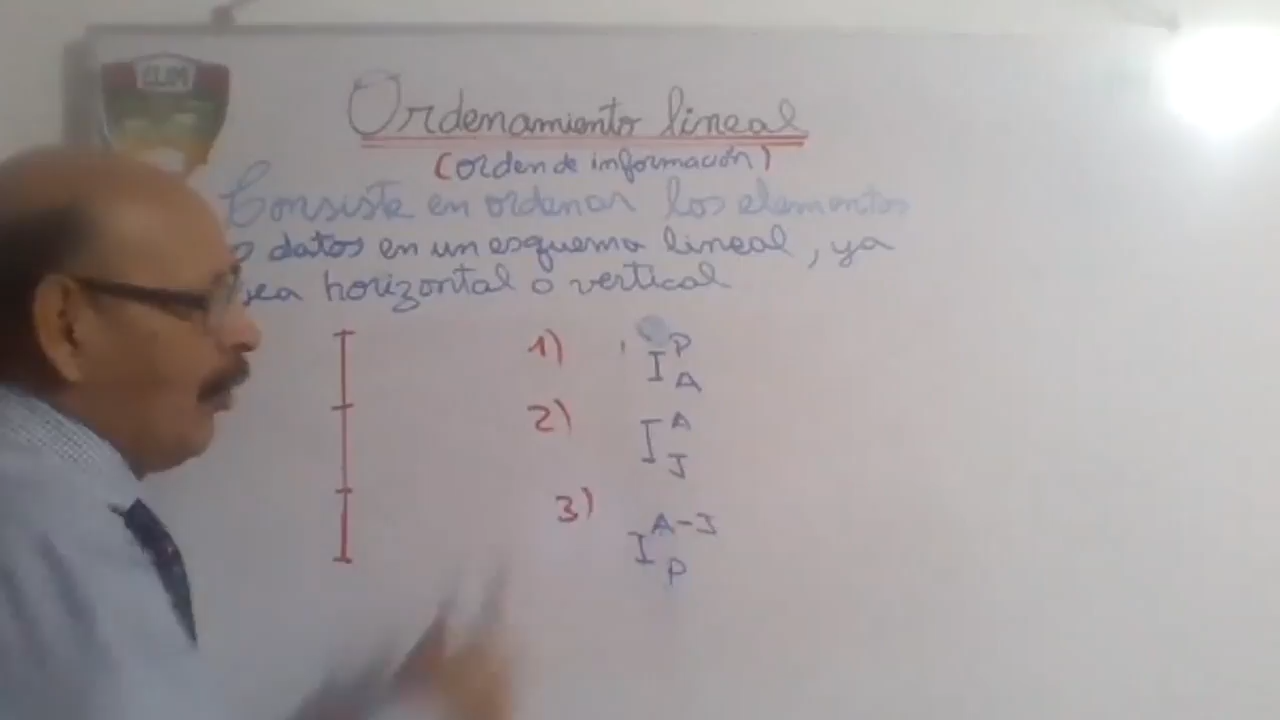 ELIM
Ordenamiento lineal
(orden de información)
Consiste en ordenar los elementos
datos en un esquema lineal, ya
sea horizontal o vertical
1) I P A
2) I A J
3) I A-J P